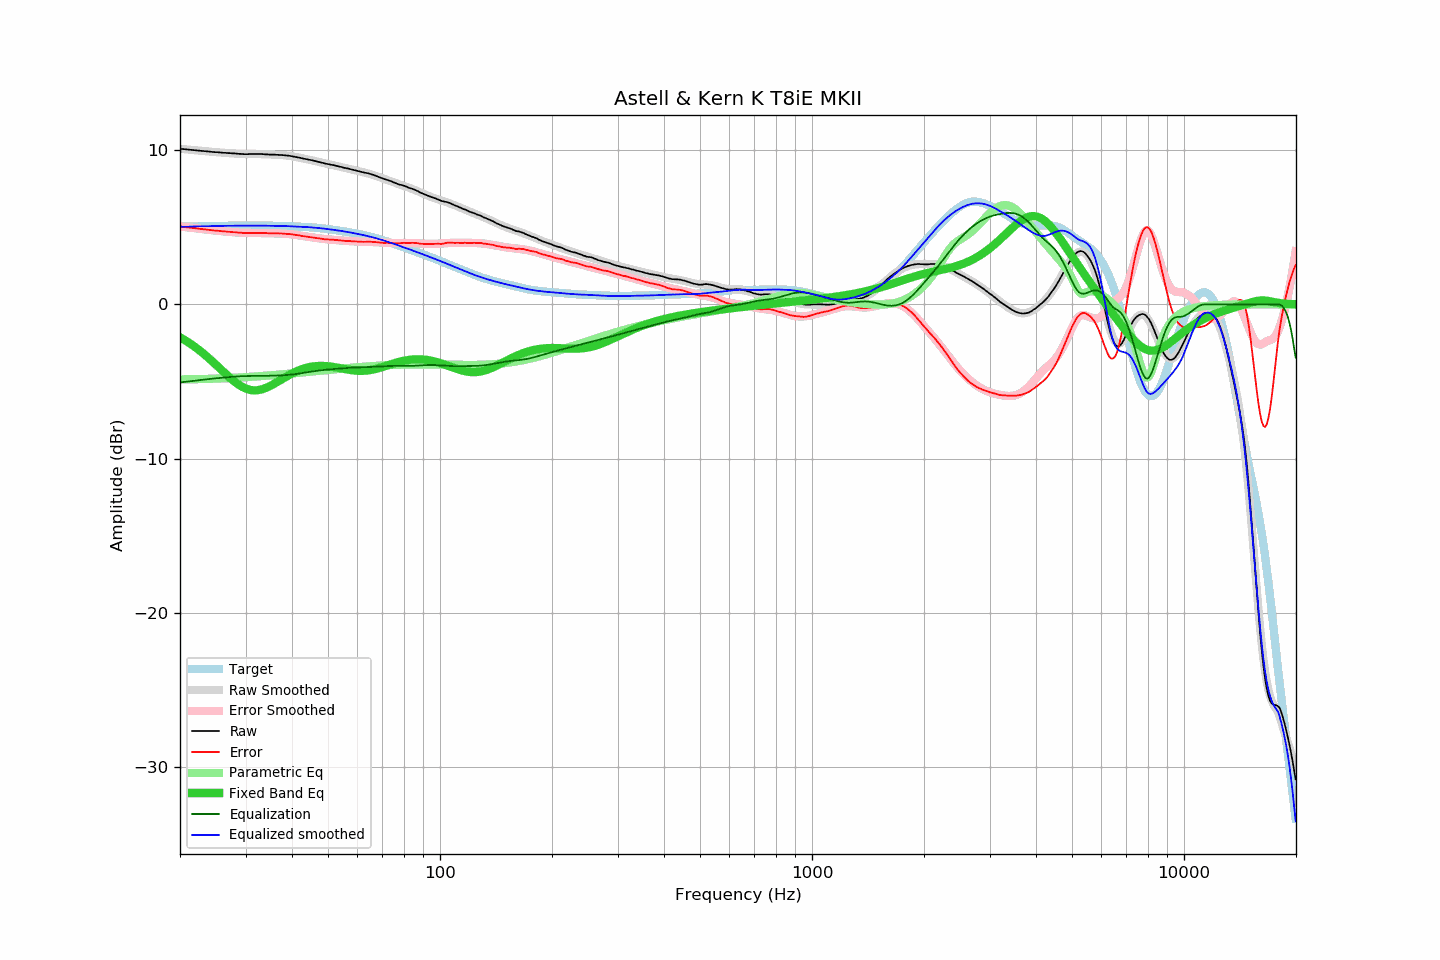 Astell & Kern K T8iE MKII
10
0
−10
−20
−30
Amplitude (dBr)
Target
Raw Smoothed
Error Smoothed
Raw
Error
Parametric Eq
Fixed Band Eq
Equalization
Equalized smoothed
100
1000
10000
Frequency (Hz)